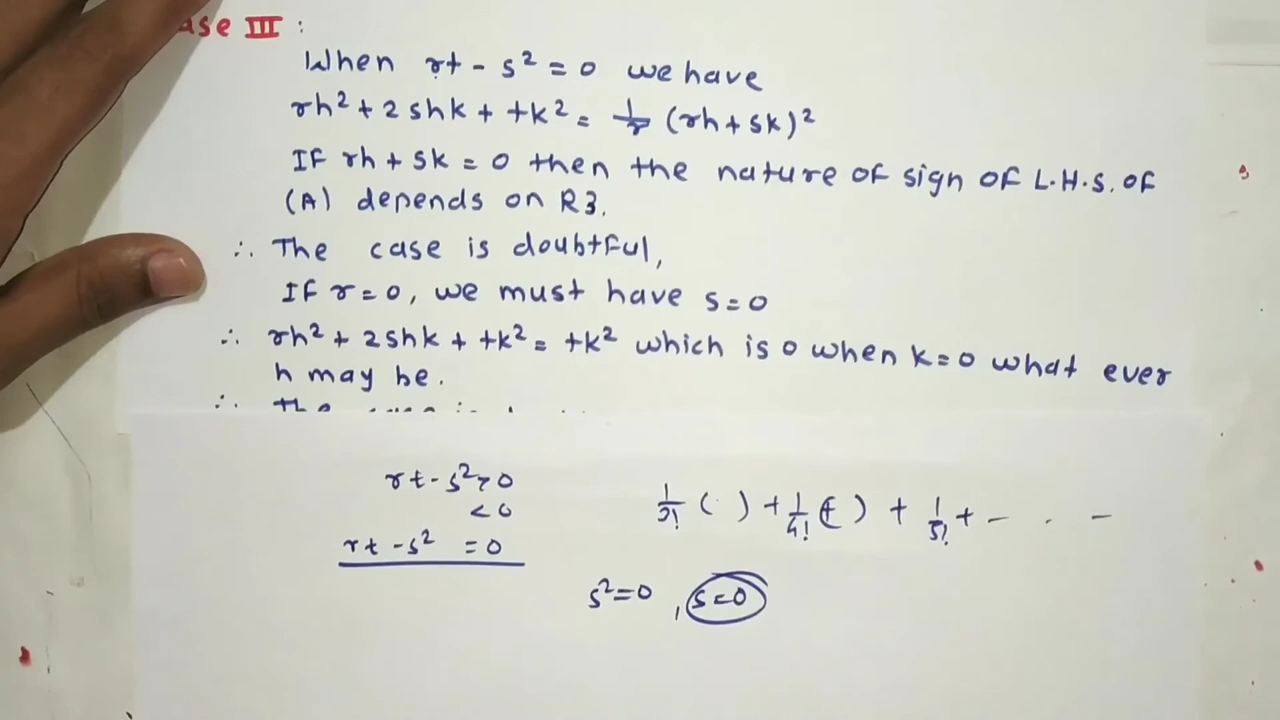 ase III :
When rt - s² = 0 we have
rh² + 2shk + tk² = 1/r (rh + sk)²
If rh + sk = 0 then the nature of sign of L.H.S. of
(A) depends on R3.
∴ The case is doubtful,
If r = 0, we must have s = 0
∴ rh² + 2shk + tk² = tk² which is 0 when k = 0 what ever
h may be.
∴ the
rt - s² > 0
< 0
rt - s² = 0
1/3! ( ) + 1/4! ( ) + 1/5! + - . . -
s² = 0 , s = 0